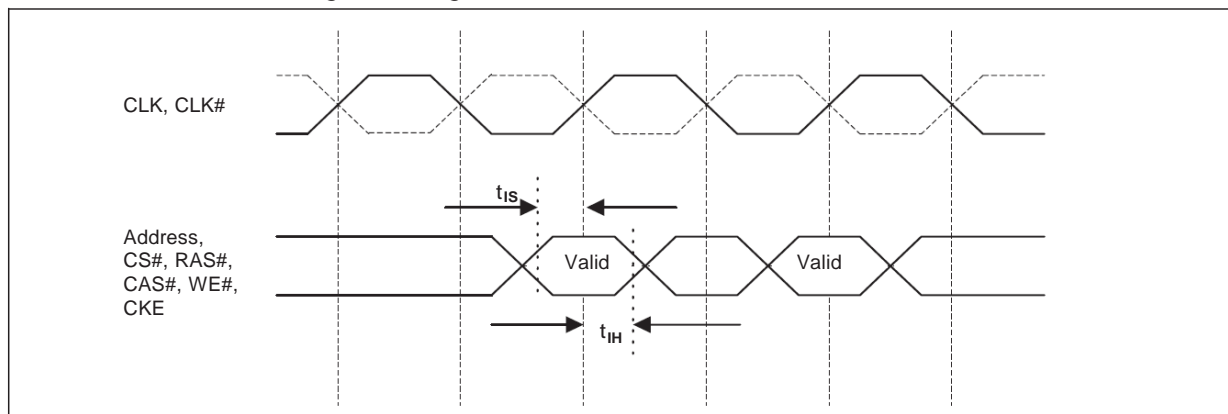 CLK, CLK#
tIS
Address,
CS#, RAS#,
CAS#, WE#,
CKE
Valid
Valid
tIH